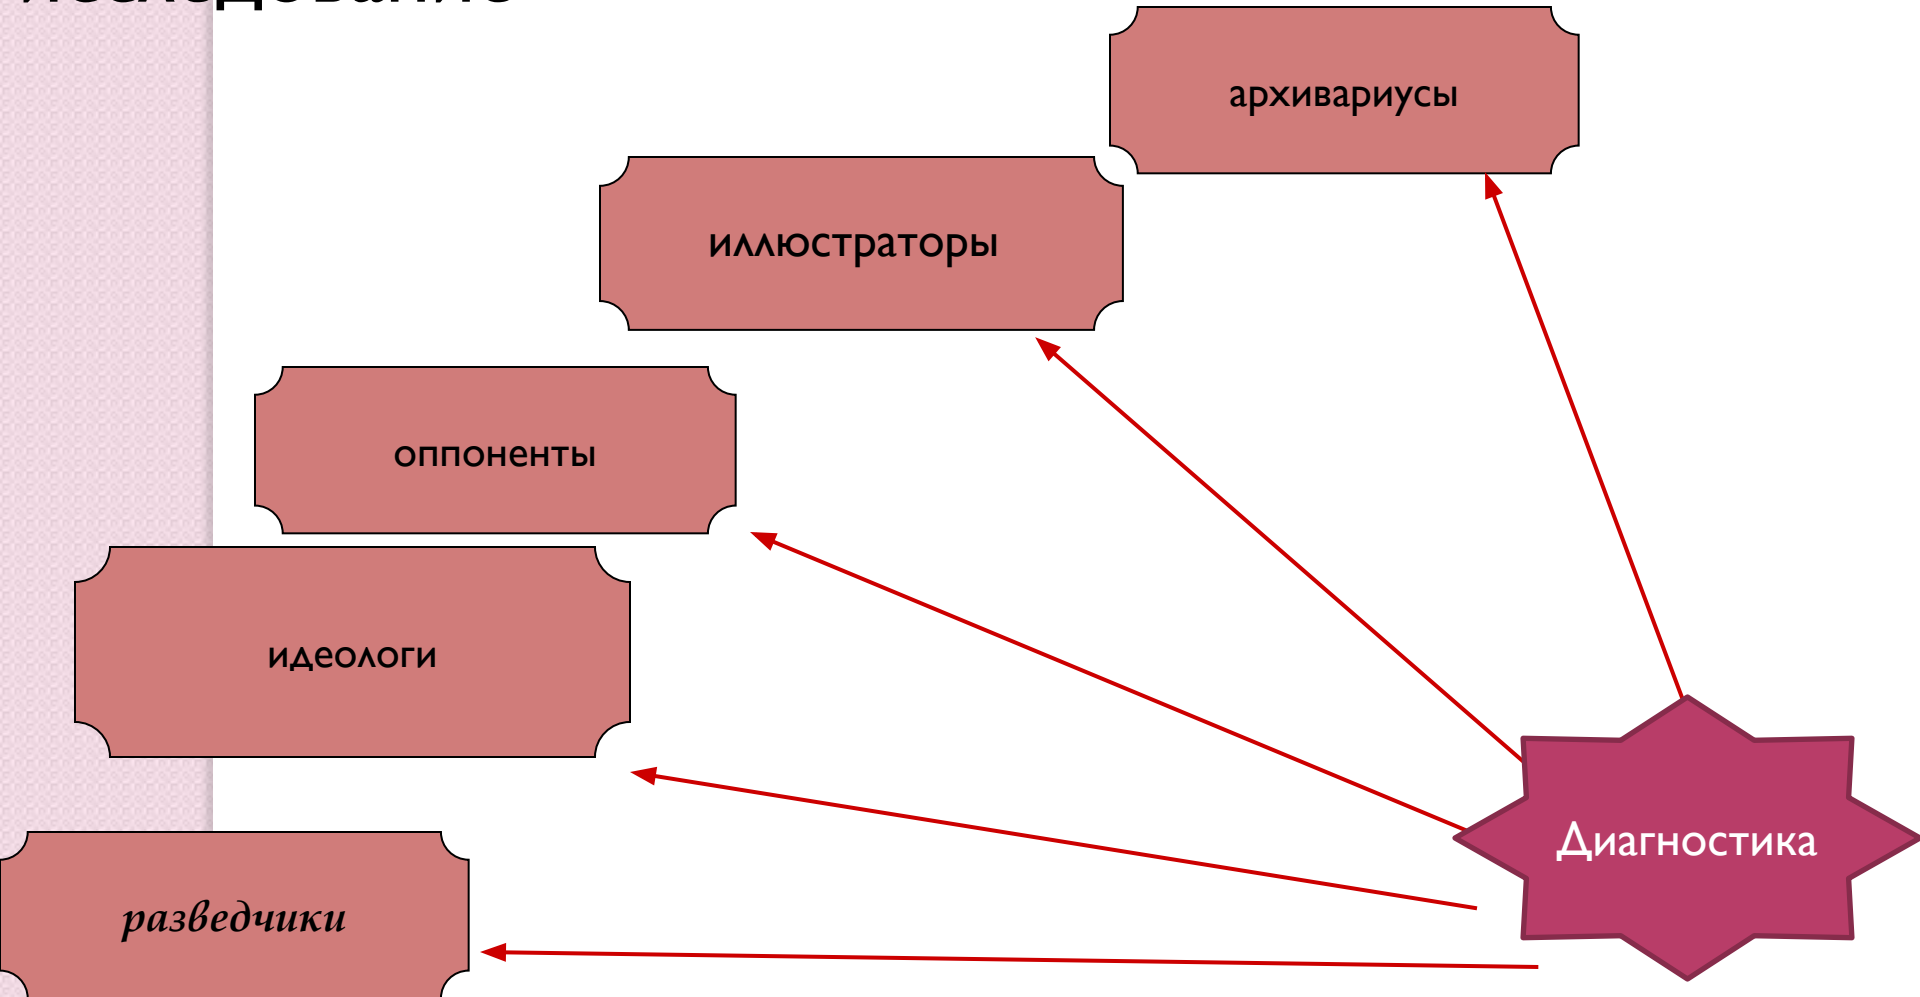 архивариусы
иллюстраторы
оппоненты
идеологи
Диагностика
разведчики